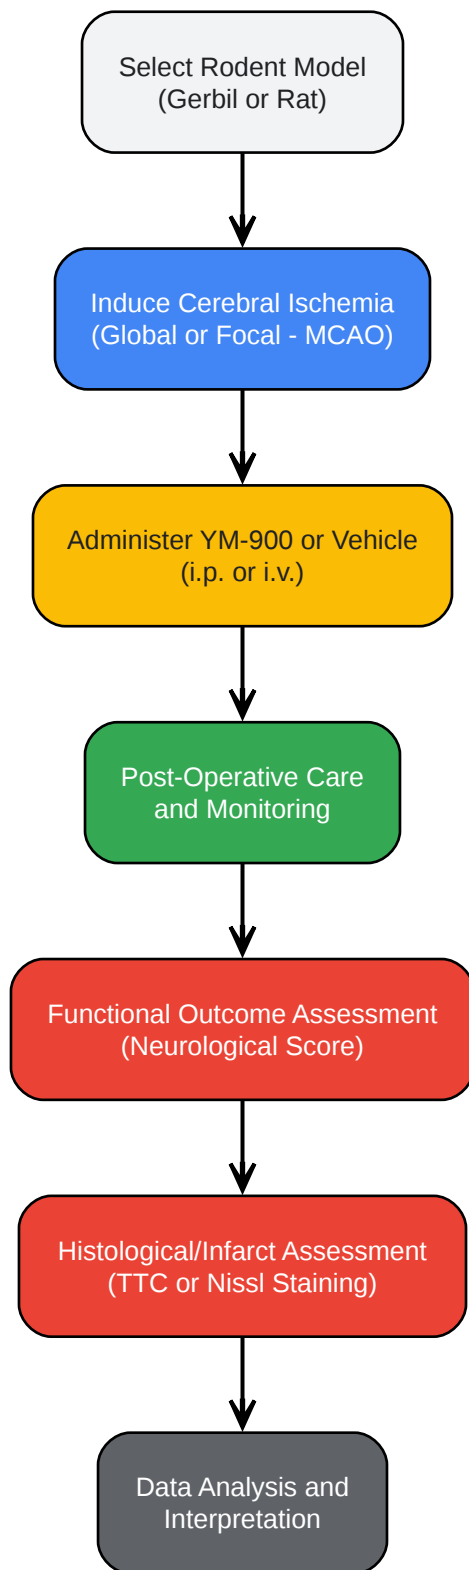 Select Rodent Model
(Gerbil or Rat)
Induce Cerebral Ischemia
(Global or Focal - MCAO)
Administer YM-900 or Vehicle
(i.p. or i.v.)
Post-Operative Care
and Monitoring
Functional Outcome Assessment
(Neurological Score)
Histological/Infarct Assessment
(TTC or Nissl Staining)
Data Analysis and
Interpretation